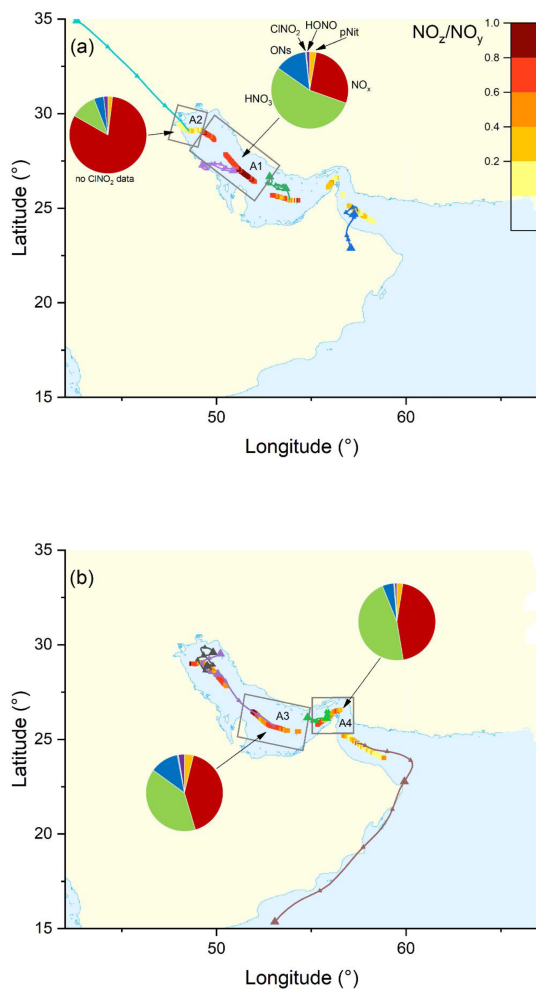 (a)
ClNO₂
HONO
pNit
ONs
NOₓ
HNO₃
NO_z/NO_y
1.0
0.8
0.6
0.4
0.2
A2
A1
no ClNO₂ data
35
30
25
20
15
Latitude (°)
50
60
Longitude (°)
(b)
A3
A4
35
30
25
20
15
Latitude (°)
50
60
Longitude (°)